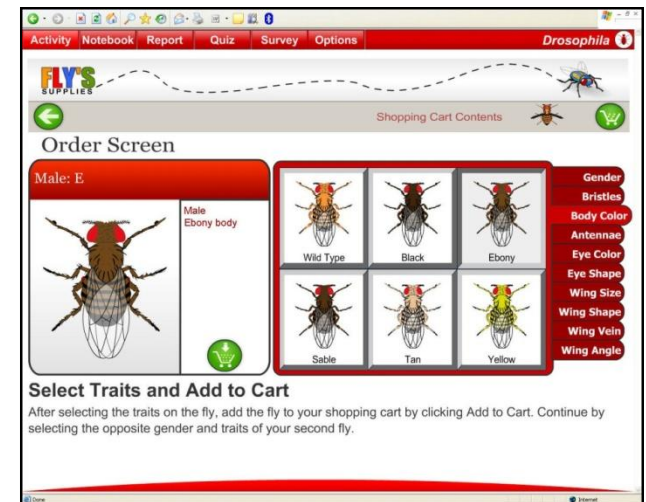 Activity Notebook Report Quiz Survey Options Drosophila
FLY'S
SUPPLIES
Shopping Cart Contents
Order Screen
Male: E
Male
Ebony body
Wild Type Black Ebony
Sable Tan Yellow
Gender
Bristles
Body Color
Antennae
Eye Color
Eye Shape
Wing Size
Wing Shape
Wing Vein
Wing Angle
Select Traits and Add to Cart
After selecting the traits on the fly, add the fly to your shopping cart by clicking Add to Cart. Continue by
selecting the opposite gender and traits of your second fly.
Done Internet